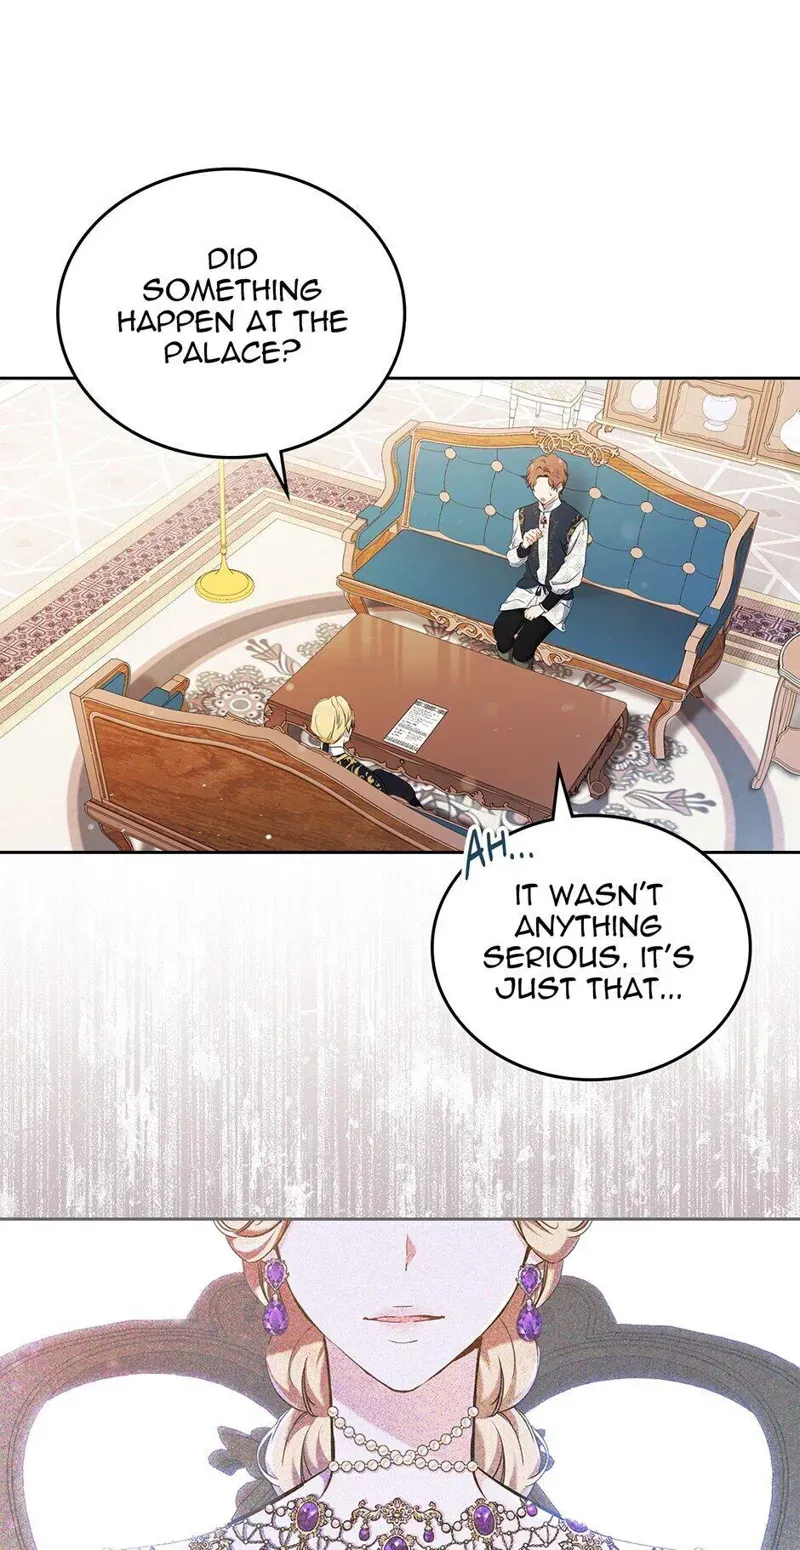 DID
SOMETHING
HAPPEN AT THE
PALACE?
AH...
IT WASN'T
ANYTHING
SERIOUS. IT'S
JUST THAT...